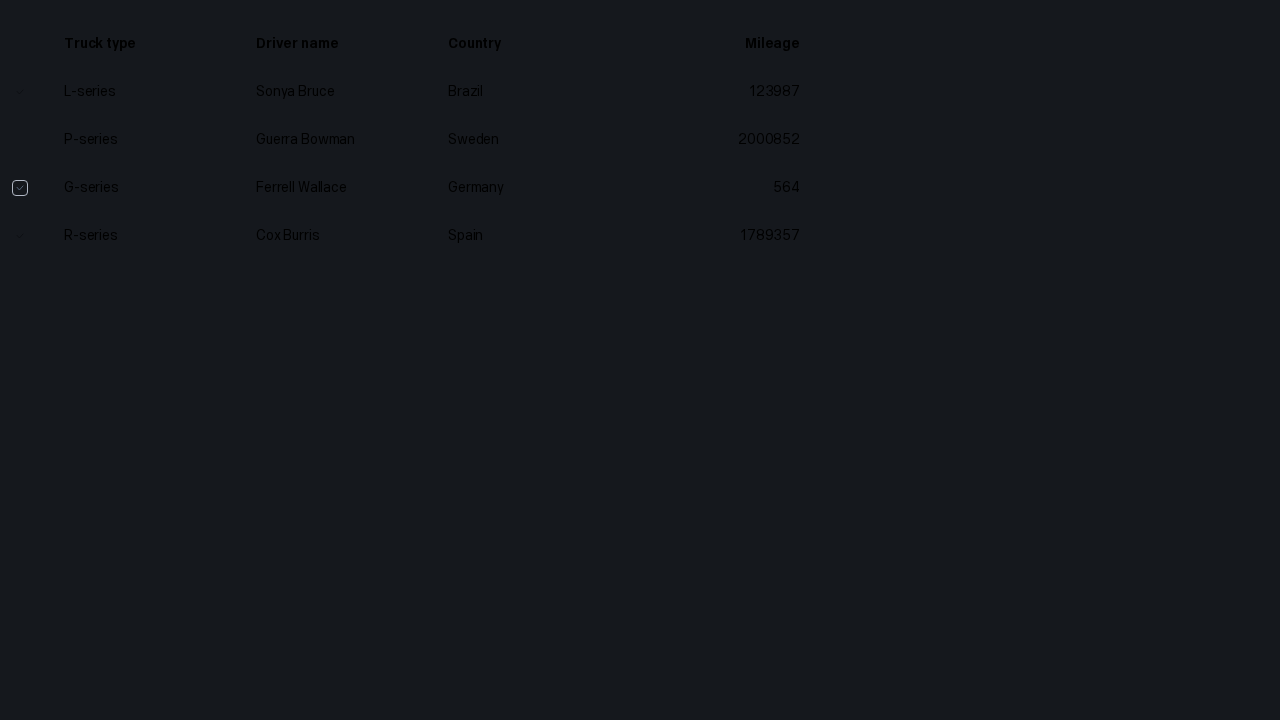 Truck type Driver name Country Mileage
L-series Sonya Bruce Brazil 123987
P-series Guerra Bowman Sweden 2000852
G-series Ferrell Wallace Germany 564
R-series Cox Burris Spain 1789357